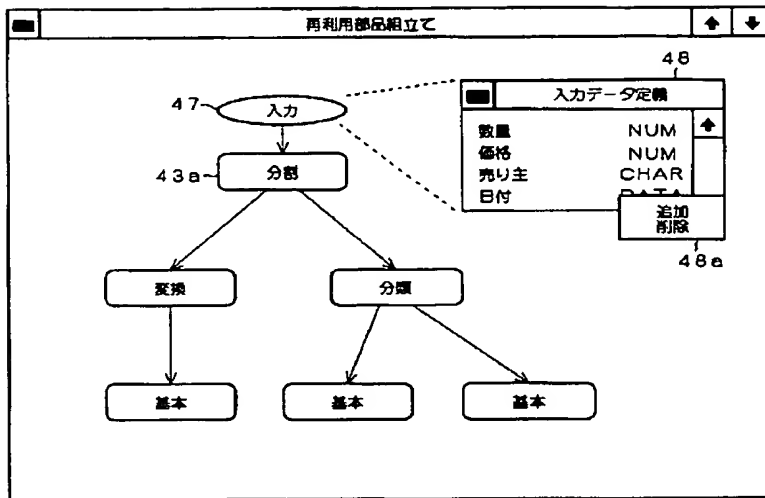 再利用部品組立て
48
47
入力
入力データ定義
数量 NUM
価格 NUM
売り主 CHAR
日付
追加
削除
48a
43a
分割
変換
分類
基本
基本
基本